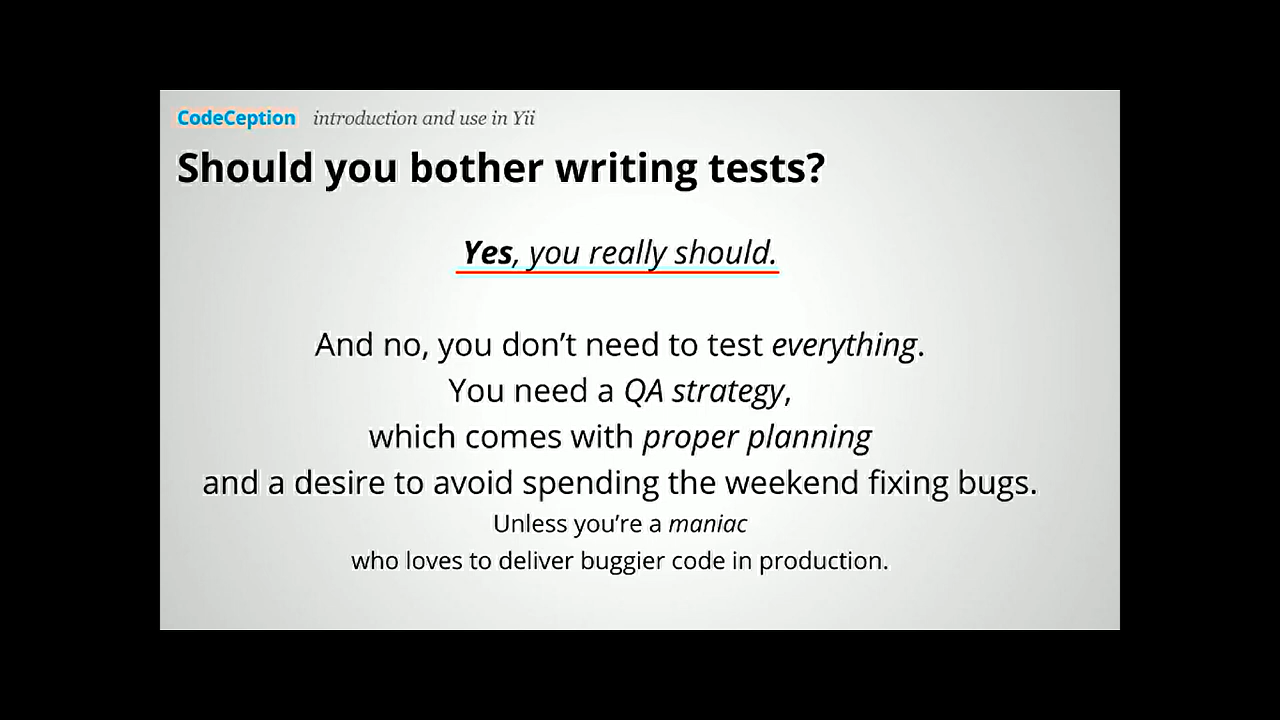 CodeCeption introduction and use in Yii
Should you bother writing tests?
Yes, you really should.
And no, you don’t need to test everything.
You need a QA strategy,
which comes with proper planning
and a desire to avoid spending the weekend fixing bugs.
Unless you’re a maniac
who loves to deliver buggier code in production.